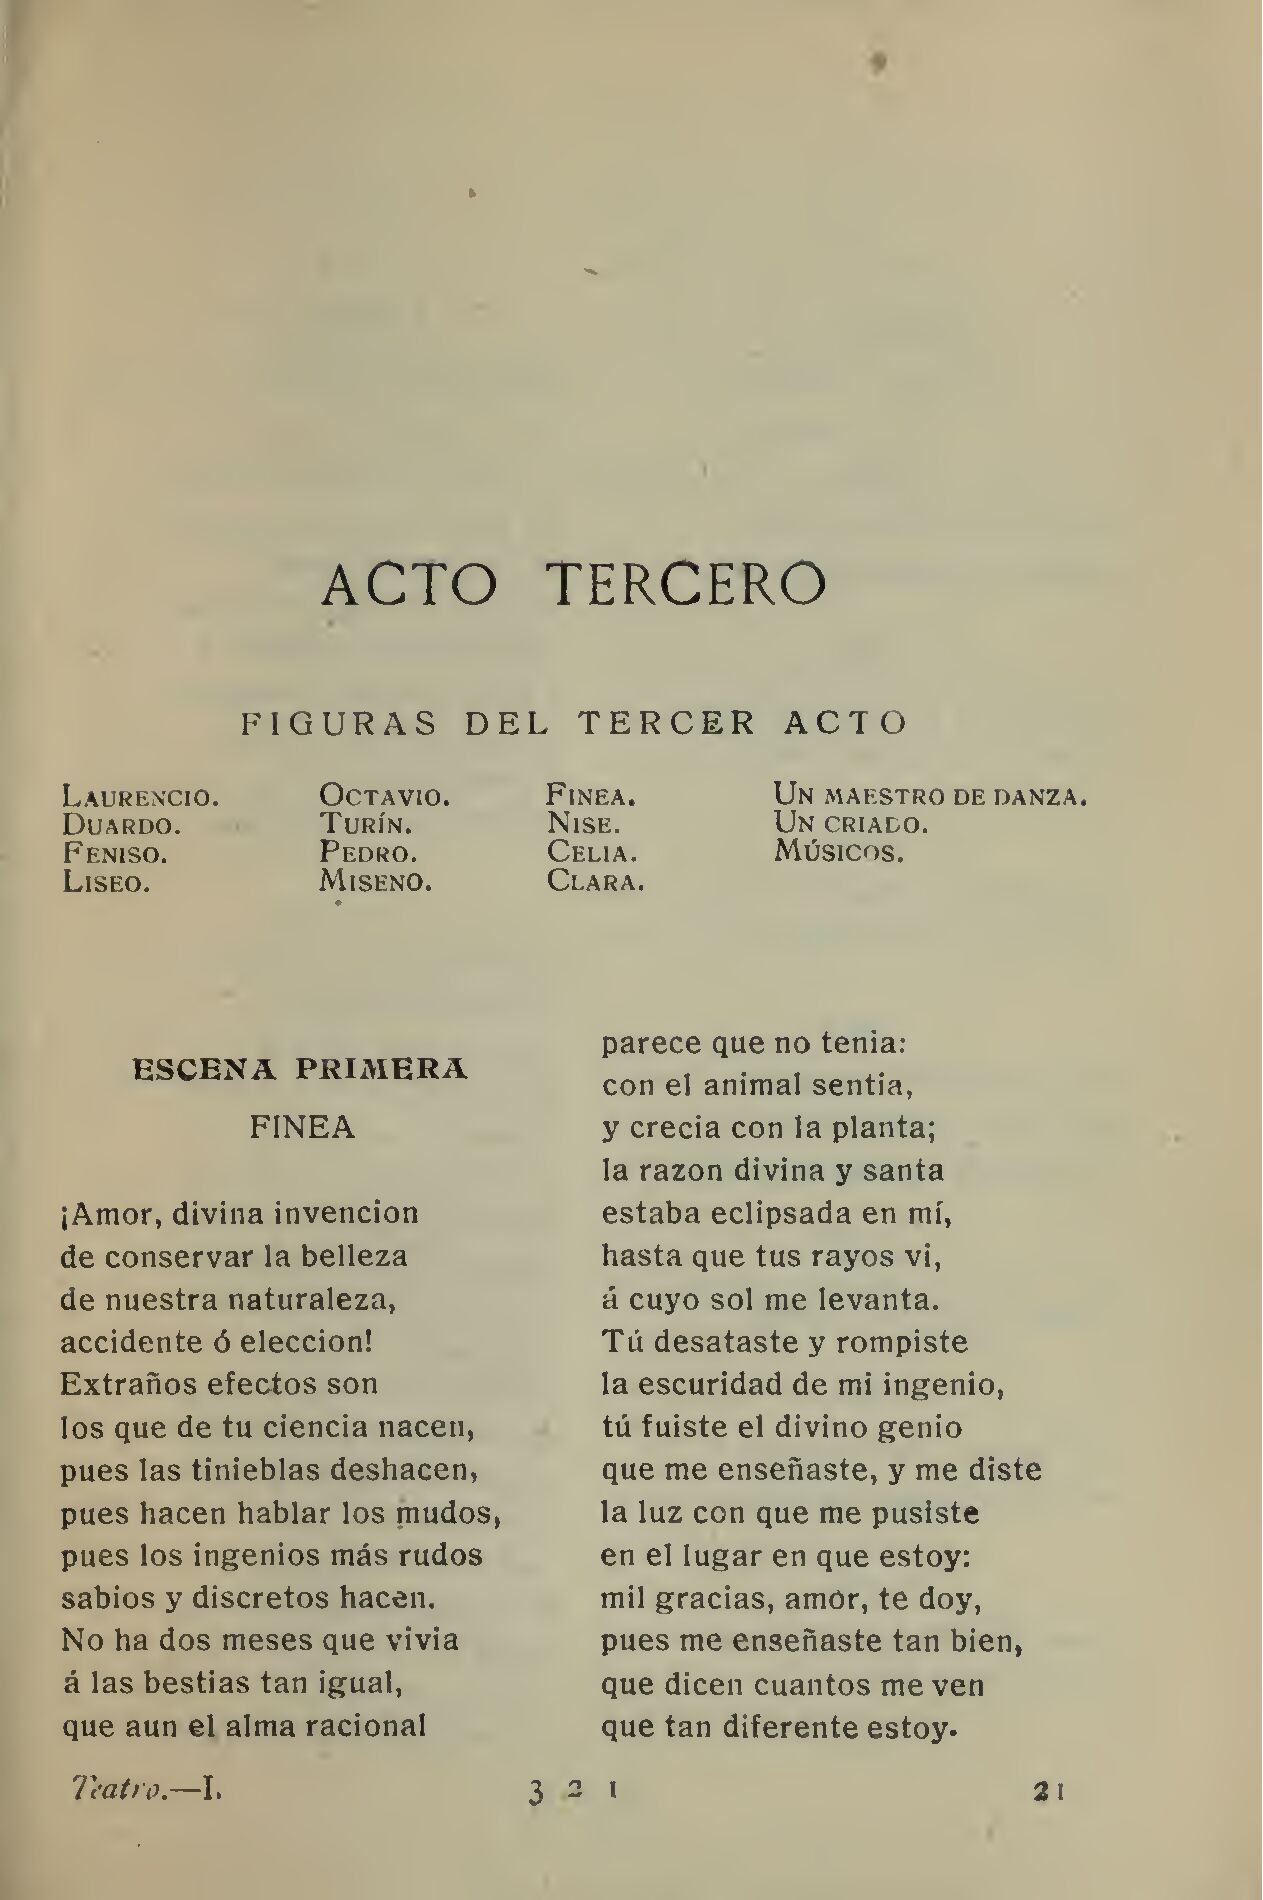 ACTO TERCERO
FIGURAS DEL TERCER ACTO
LAURENCIO.
DUARDO.
FENISO.
LISEO.
OCTAVIO.
TURÍN.
PEDRO.
MISENO.
FINEA.
NISE.
CELIA.
CLARA.
UN MAESTRO DE DANZA.
UN CRIADO.
MÚSICOS.
ESCENA PRIMERA
FINEA
¡Amor, divina invencion
de conservar la belleza
de nuestra naturaleza,
accidente ó eleccion!
Extraños efectos son
los que de tu ciencia nacen,
pues las tinieblas deshacen,
pues hacen hablar los mudos,
pues los ingenios más rudos
sabios y discretos hacen.
No ha dos meses que vivia
á las bestias tan igual,
que aun el alma racional
parece que no tenia:
con el animal sentia,
y crecia con la planta;
la razon divina y santa
estaba eclipsada en mí,
hasta que tus rayos vi,
á cuyo sol me levanta.
Tú desataste y rompiste
la escuridad de mi ingenio,
tú fuiste el divino genio
que me enseñaste, y me diste
la luz con que me pusiste
en el lugar en que estoy:
mil gracias, amor, te doy,
pues me enseñaste tan bien,
que dicen cuantos me ven
que tan diferente estoy.
Teatro.—I.
3 2 1
21